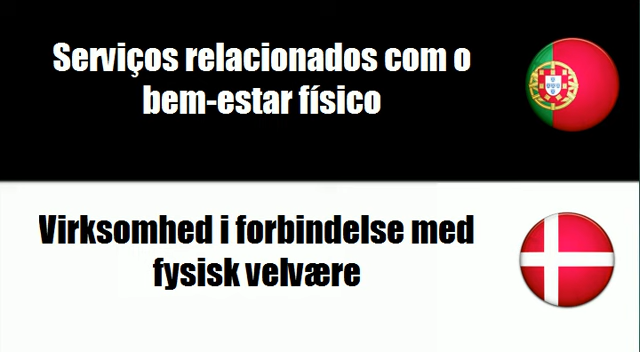 Serviços relacionados com o
bem-estar físico
Virksomhed i forbindelse med
fysisk velvære